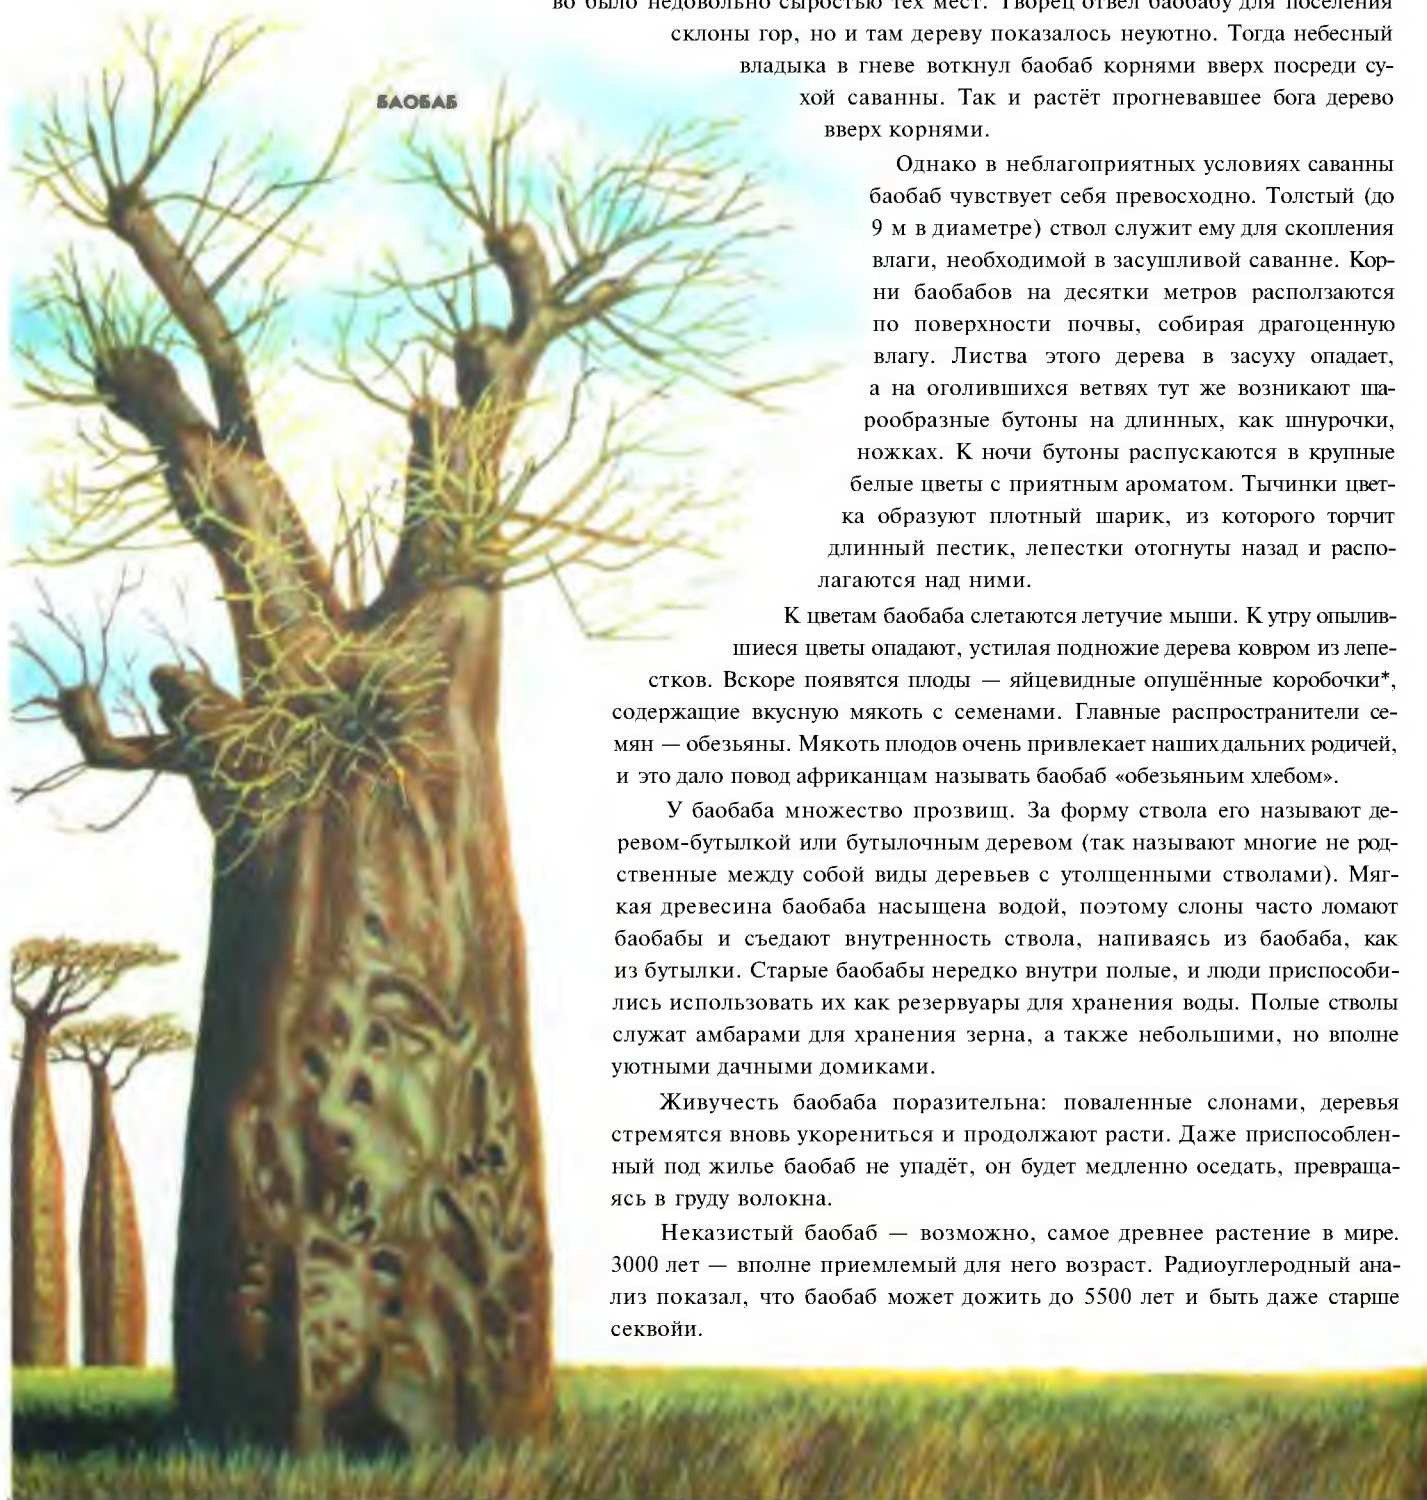 во было недовольно сыростью тех мест. Творец отвёл баобабу для поселения
склоны гор, но и там дереву показалось неуютно. Тогда небесный
владыка в гневе воткнул баобаб корнями вверх посреди су-
хой саванны. Так и растёт прогневавшее бога дерево
вверх корнями.
БАОБАБ
Однако в неблагоприятных условиях саванны
баобаб чувствует себя превосходно. Толстый (до
9 м в диаметре) ствол служит ему для скопления
влаги, необходимой в засушливой саванне. Кор-
ни баобабов на десятки метров расползаются
по поверхности почвы, собирая драгоценную
влагу. Листва этого дерева в засуху опадает,
а на оголившихся ветвях тут же возникают ша-
рообразные бутоны на длинных, как шнурочки,
ножках. К ночи бутоны распускаются в крупные
белые цветы с приятным ароматом. Тычинки цвет-
ка образуют плотный шарик, из которого торчит
длинный пестик, лепестки отогнуты назад и распо-
лагаются над ними.
К цветам баобаба слетаются летучие мыши. К утру опылив-
шиеся цветы опадают, устилая подножие дерева ковром из лепе-
стков. Вскоре появятся плоды — яйцевидные опушённые коробочки*,
содержащие вкусную мякоть с семенами. Главные распространители се-
мян — обезьяны. Мякоть плодов очень привлекает наших дальних родичей,
и это дало повод африканцам называть баобаб «обезьяньим хлебом».
У баобаба множество прозвищ. За форму ствола его называют де-
ревом-бутылкой или бутылочным деревом (так называют многие не род-
ственные между собой виды деревьев с утолщенными стволами). Мяг-
кая древесина баобаба насыщена водой, поэтому слоны часто ломают
баобабы и съедают внутренность ствола, напиваясь из баобаба, как
из бутылки. Старые баобабы нередко внутри полые, и люди приспособи-
лись использовать их как резервуары для хранения воды. Полые стволы
служат амбарами для хранения зерна, а также небольшими, но вполне
уютными дачными домиками.
Живучесть баобаба поразительна: поваленные слонами, деревья
стремятся вновь укорениться и продолжают расти. Даже приспособлен-
ный под жилье баобаб не упадёт, он будет медленно оседать, превраща-
ясь в груду волокна.
Неказистый баобаб — возможно, самое древнее растение в мире.
3000 лет — вполне приемлемый для него возраст. Радиоуглеродный ана-
лиз показал, что баобаб может дожить до 5500 лет и быть даже старше
секвойи.